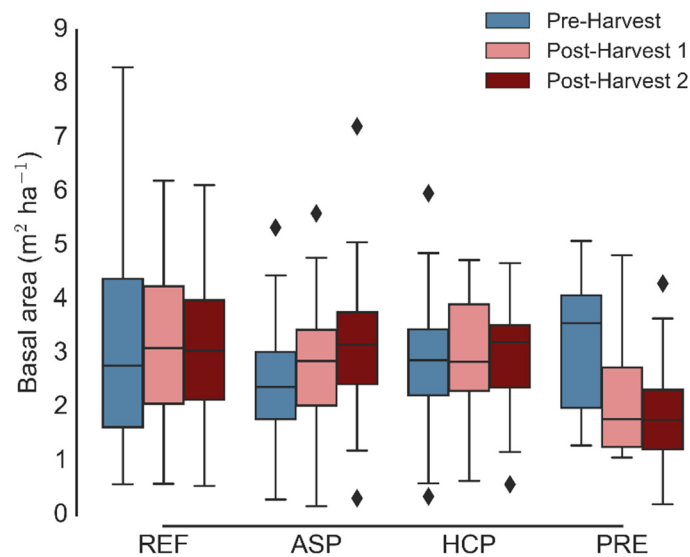 9
8
7
6
5
4
3
2
1
0
Basal area (m² ha⁻¹)
Pre-Harvest
Post-Harvest 1
Post-Harvest 2
REF ASP HCP PRE